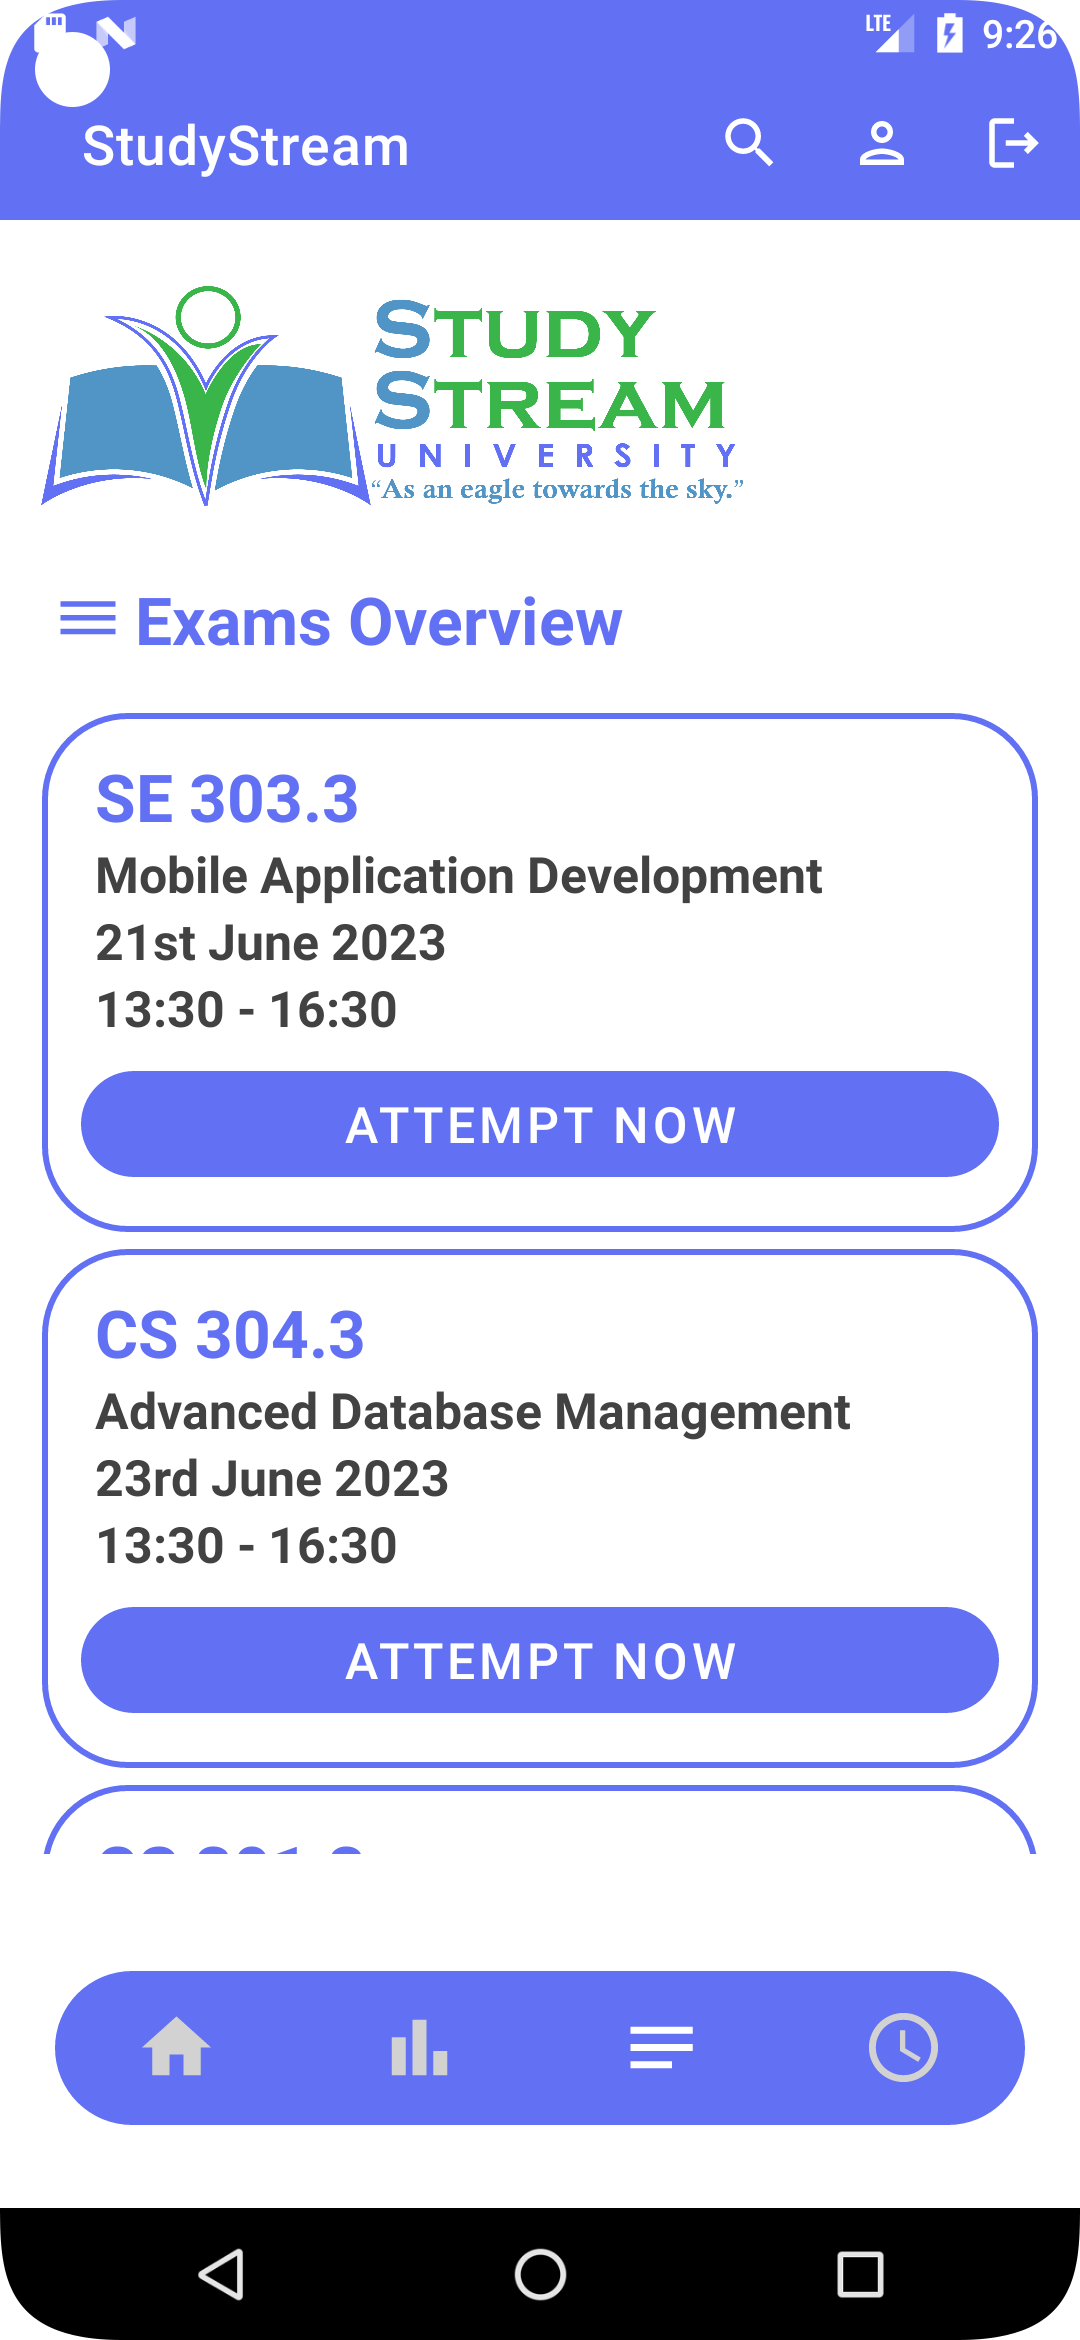 LTE 9:26
StudyStream
STUDY
STREAM
UNIVERSITY
“As an eagle towards the sky.”
Exams Overview
SE 303.3
Mobile Application Development
21st June 2023
13:30 - 16:30
ATTEMPT NOW
CS 304.3
Advanced Database Management
23rd June 2023
13:30 - 16:30
ATTEMPT NOW